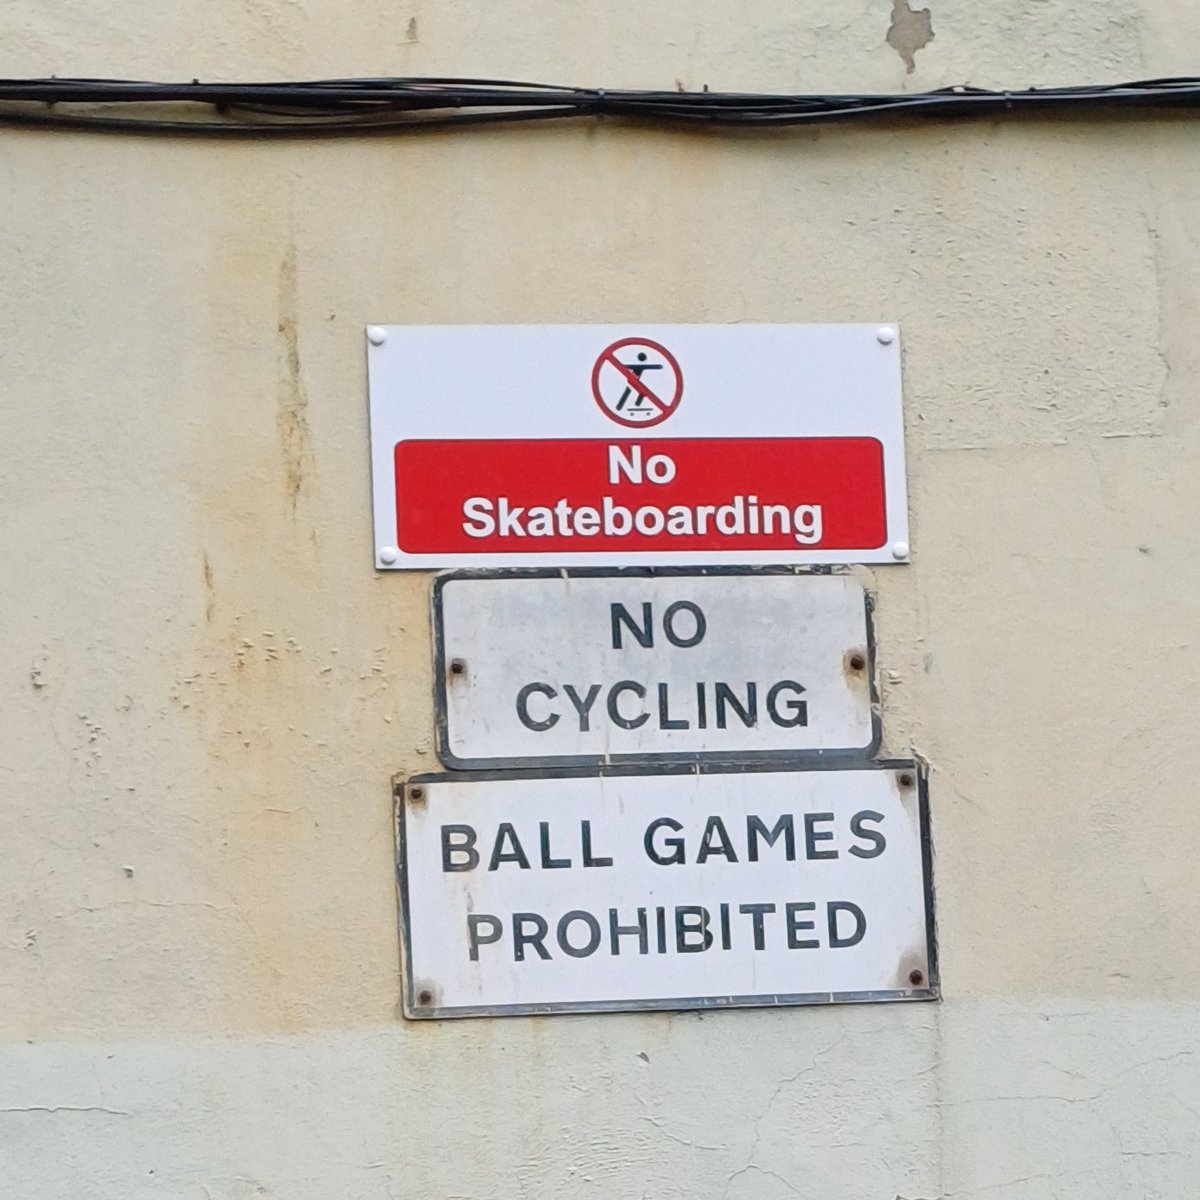 No
Skateboarding
NO
CYCLING
BALL GAMES
PROHIBITED